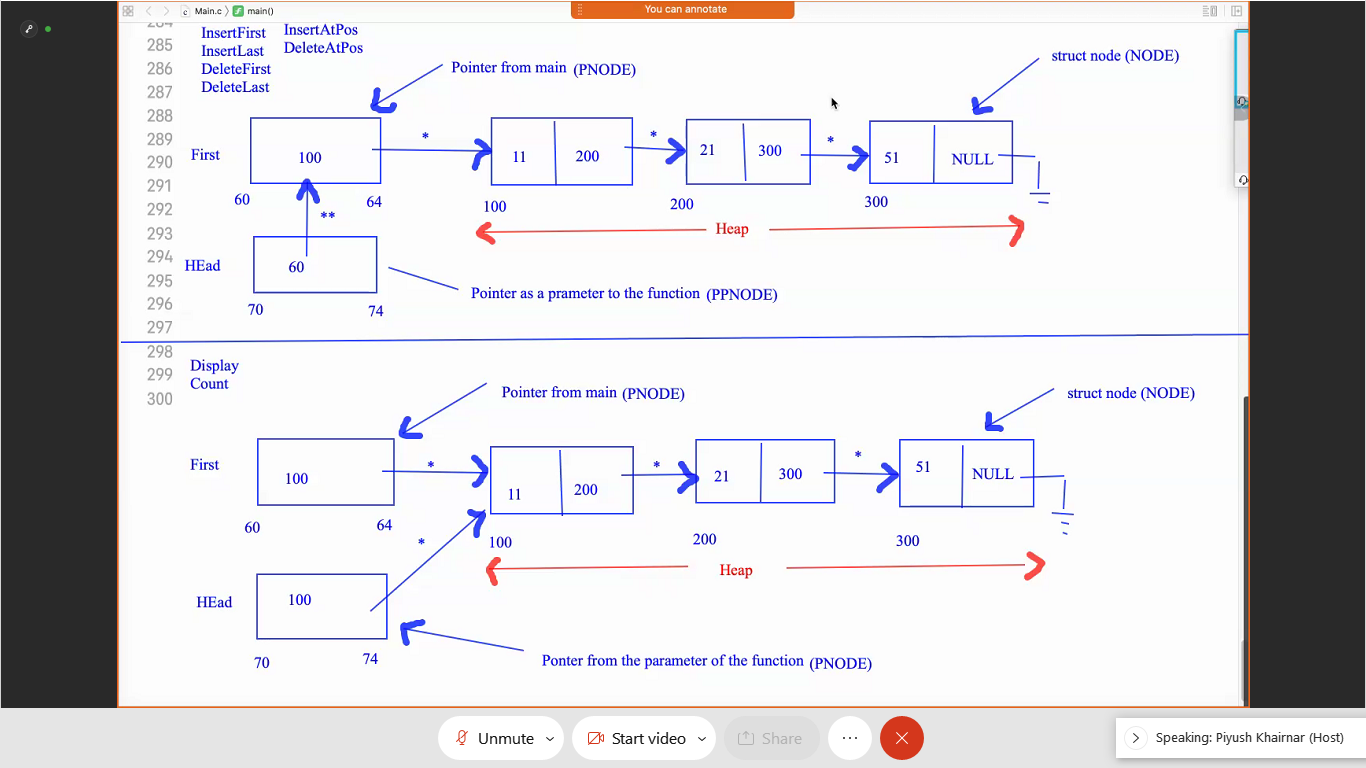 Main.c > main()
You can annotate
284
285
286
287
288
289
290
291
292
293
294
295
296
297
298
299
300
InsertFirst
InsertLast
DeleteFirst
DeleteLast
InsertAtPos
DeleteAtPos
Pointer from main (PNODE)
struct node (NODE)
First
100
*
11
200
*
21
300
*
51
NULL
60
64
100
200
300
**
Heap
HEad
60
70
74
Pointer as a prameter to the function (PPNODE)
Display
Count
Pointer from main (PNODE)
struct node (NODE)
First
100
*
11
200
*
21
300
*
51
NULL
60
64
*
100
200
300
Heap
HEad
100
70
74
Ponter from the parameter of the function (PNODE)
Unmute
Start video
Share
Speaking: Piyush Khairnar (Host)